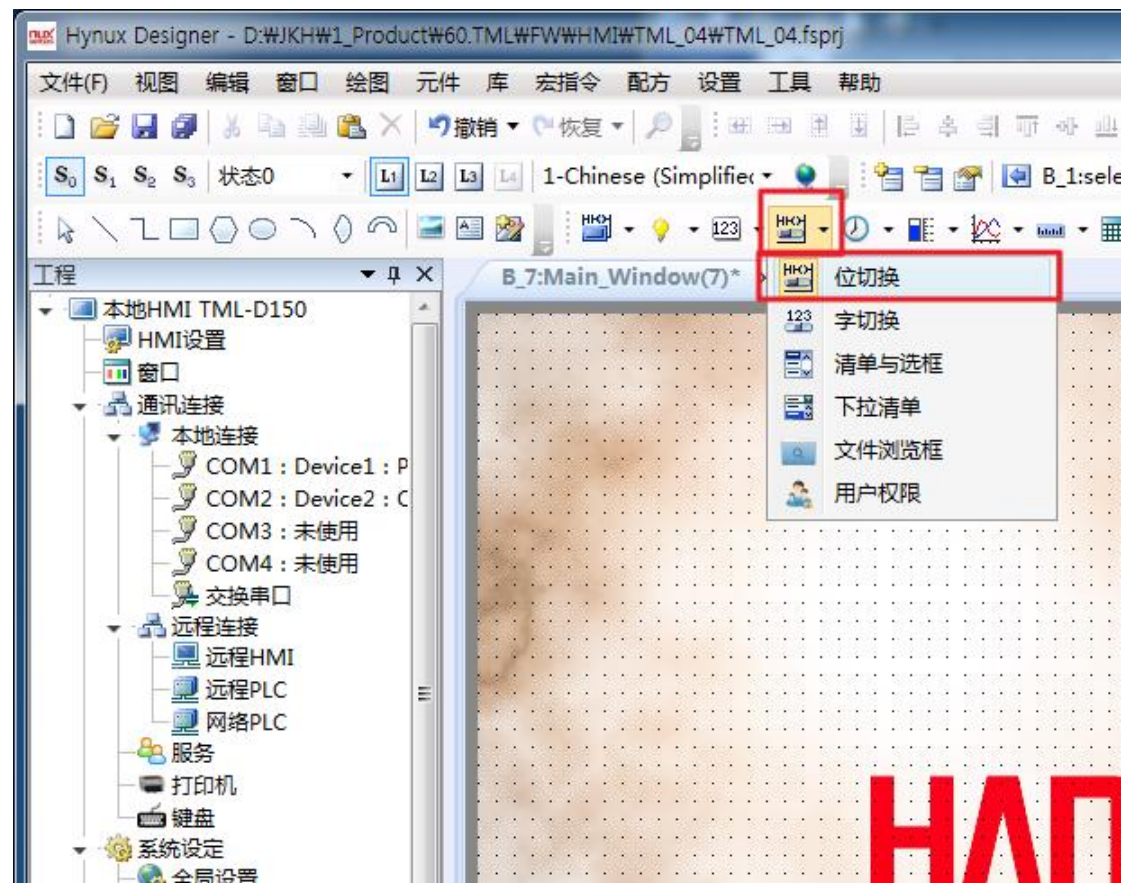 Hynux Designer - D:₩JKH₩1_Product₩60.TML₩FW₩HMI₩TML_04₩TML_04.fsprj
文件(F) 视图 编辑 窗口 绘图 元件 库 宏指令 配方 设置 工具 帮助
撤销 恢复
S0 S1 S2 S3 状态0 L1 L2 L3 L4 1-Chinese (Simplified B_1:sele
123
工程 B_7:Main_Window(7)*
位切换
123 字切换
清单与选框
下拉清单
文件浏览框
用户权限
本地HMI TML-D150
HMI设置
窗口
通讯连接
本地连接
COM1 : Device1 : P
COM2 : Device2 : C
COM3 : 未使用
COM4 : 未使用
交换串口
远程连接
远程HMI
远程PLC
网络PLC
服务
打印机
键盘
系统设定
全局设置